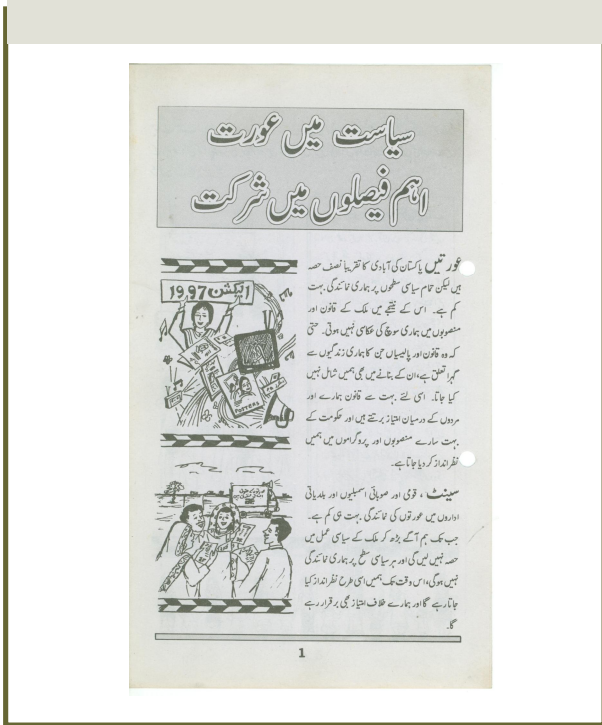 سیاست میں عورت
اہم فیصلوں میں شرکت
عورتیں پاکستان کی آبادی کا تقریباً نصف حصہ
ہیں لیکن تمام سیاسی سطحوں پر ہماری نمائندگی بہت
کم ہے۔ اس کے نتیجے میں ملک کے قانون اور
منصوبوں میں ہماری سوچ کی عکاسی نہیں ہوتی۔ حتیٰ
کہ وہ قانون اور پالیسیاں جن کا ہماری زندگیوں سے
گہرا تعلق ہے، ان کے بنانے میں بھی ہمیں شامل نہیں
کیا جاتا۔ اسی لئے بہت سے قانون ہمارے اور
مردوں کے درمیان امتیاز برتتے ہیں اور حکومت کے
بہت سارے منصوبوں اور پروگراموں میں ہمیں
نظر انداز کر دیا جاتا ہے۔
الیکشن 1997
POSTERS
سینٹ، قومی اور صوبائی اسمبلیوں اور بلدیاتی
اداروں میں عورتوں کی نمائندگی بہت ہی کم ہے۔
جب تک ہم آگے بڑھ کر ملک کے سیاسی عمل میں
حصہ نہیں لیں گی اور ہر سیاسی سطح پر ہماری نمائندگی
نہیں ہوگی، اس وقت تک ہمیں اسی طرح نظر انداز کیا
جاتا رہے گا اور ہمارے خلاف امتیاز بھی برقرار رہے
گا۔
1